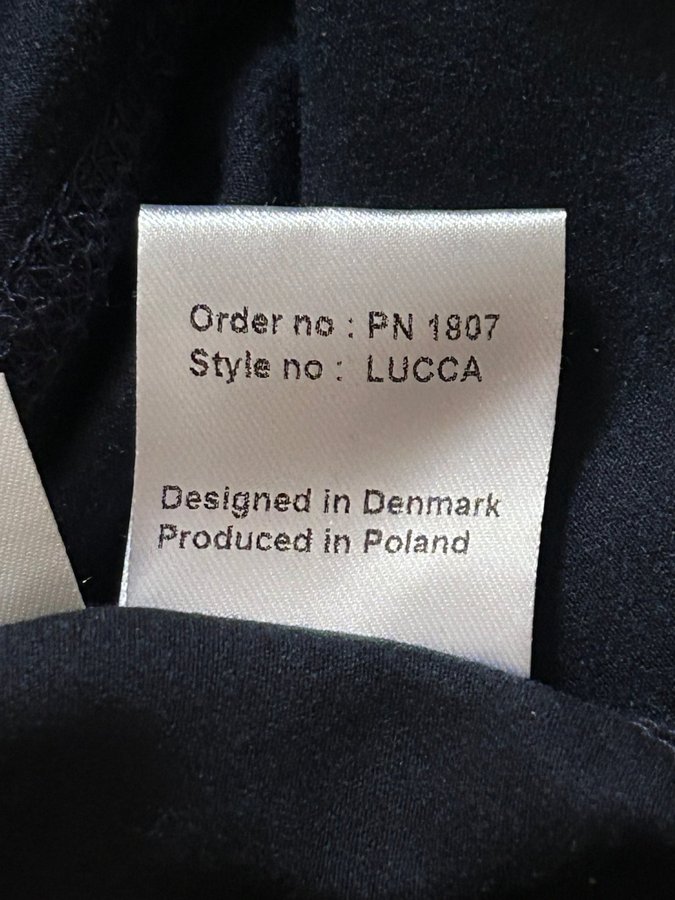 Order no : PN 1807
Style no : LUCCA
Designed in Denmark
Produced in Poland